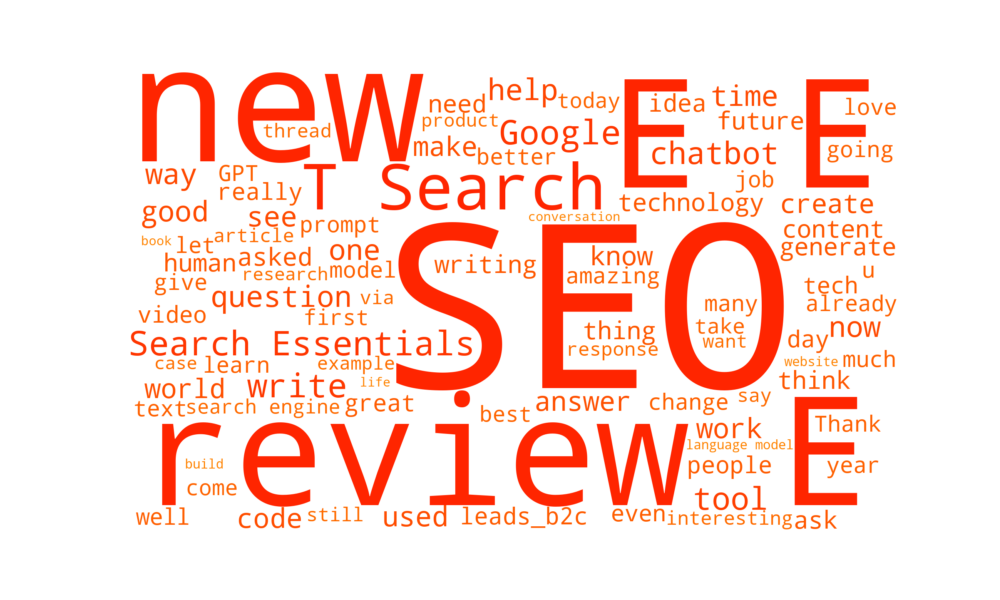 new
E E
help
today
idea
time
love
need
thread
product
Google
future
make
better
chatbot
going
way
GPT
T Search
job
really
technology
create
good
see
conversation
prompt
content
book
let
article
generate
human
asked
one
writing
know
u
research
model
amazing
give
SEO
tech
question
via
many
already
video
first
thing
take
now
Search Essentials
response
want
day
case
learn
example
website
much
world
write
life
think
text
search
engine
great
best
answer
change
say
review
E
Thank
work
language model
build
people
year
come
tool
well
code
still
used
leads_b2c
even
interesting
ask